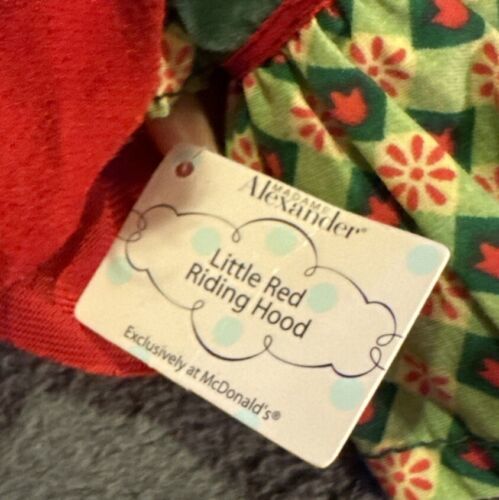 MADAME
Alexander®
Little Red
Riding Hood
Exclusively at McDonald's®